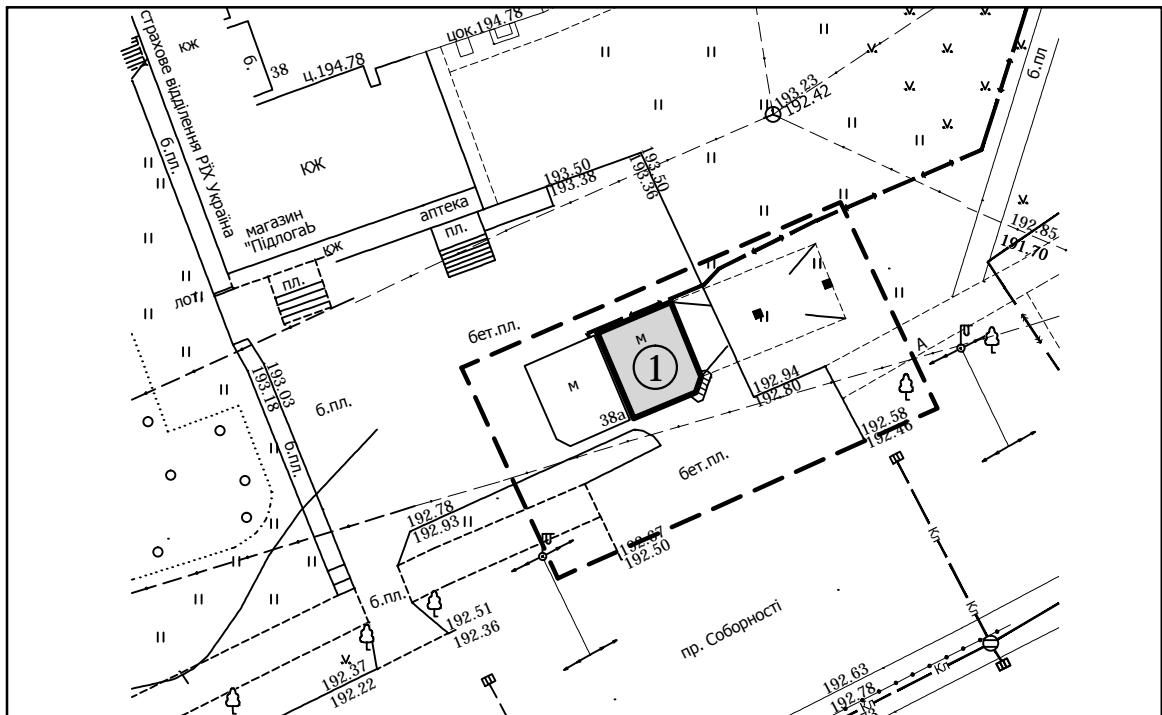 страхове відділення РЇХ Україна
КЖ
б.
38
ц.194.78
цок.194.78
193.23
192.42
б.пл
б.пл.
КЖ
193.50
193.38
193.50
193.36
аптека
магазин
"ПідлогаЬ
КЖ
пл.
пл.
192.85
191.70
лоті
бет.пл.
М
М
1
А
193.03
193.18
б.пл.
38а
192.94
192.80
192.58
192.46
б.пл.
бет.пл.
192.78
192.93
192.50
Кл
б.пл.
192.51
192.36
Кл
пр. Соборності
192.37
192.22
192.63
192.78
Кл
Кл